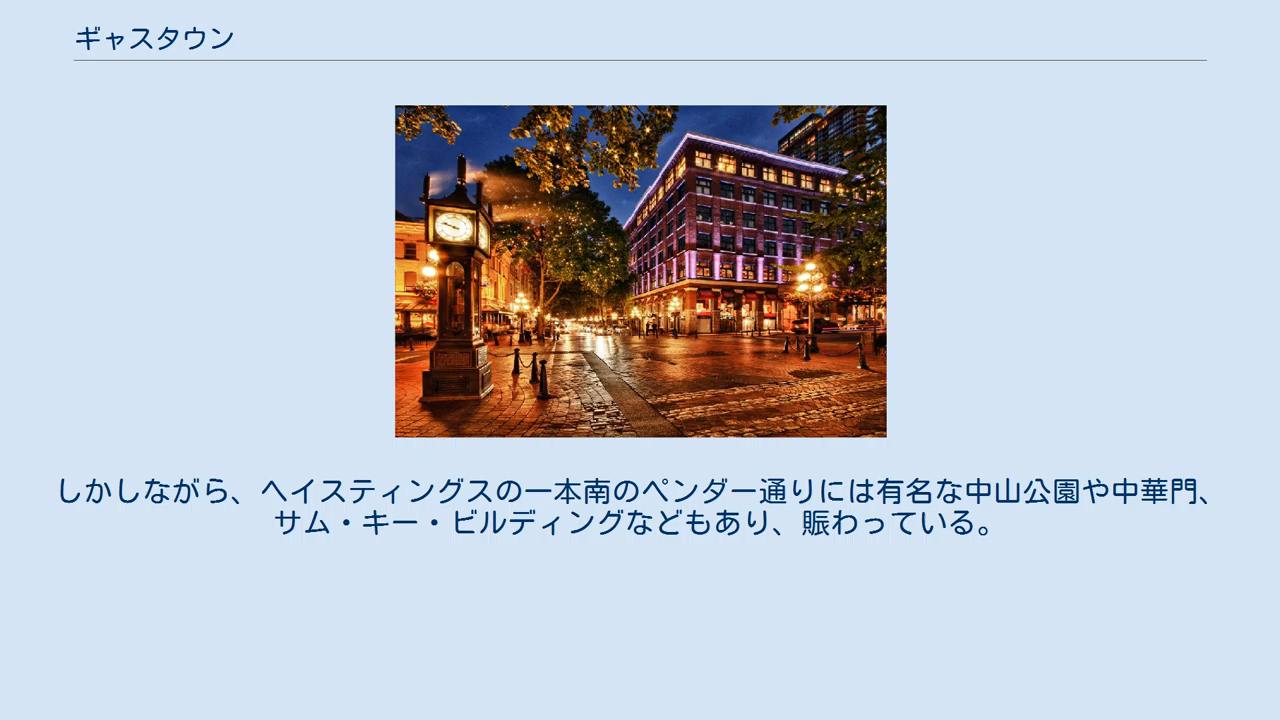 ギャスタウン
しかしながら、ヘイスティングスの一本南のペンダー通りには有名な中山公園や中華門、
サム・キー・ビルディングなどもあり、賑わっている。